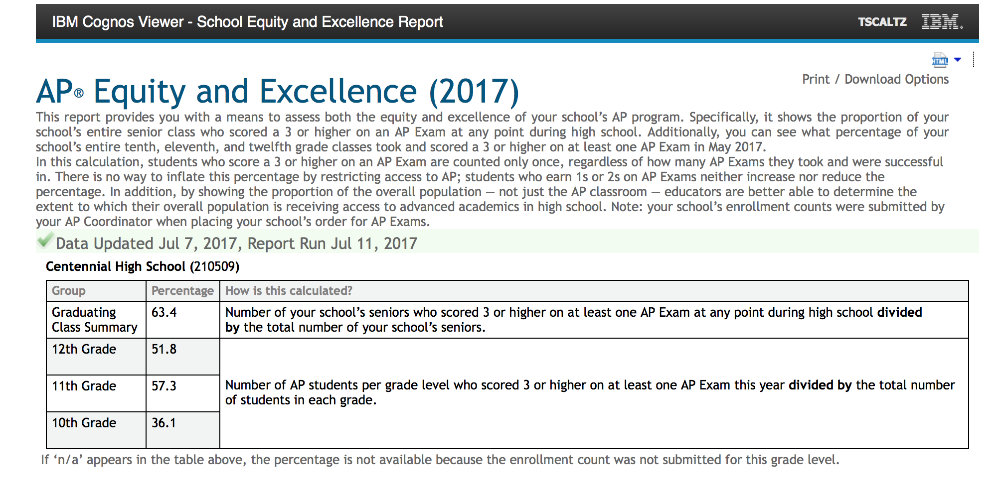 IBM Cognos Viewer - School Equity and Excellence Report
TSCALTZ IBM.
HTML
Print / Download Options
AP® Equity and Excellence (2017)
This report provides you with a means to assess both the equity and excellence of your school’s AP program. Specifically, it shows the proportion of your
school’s entire senior class who scored a 3 or higher on an AP Exam at any point during high school. Additionally, you can see what percentage of your
school’s entire tenth, eleventh, and twelfth grade classes took and scored a 3 or higher on at least one AP Exam in May 2017.
In this calculation, students who score a 3 or higher on an AP Exam are counted only once, regardless of how many AP Exams they took and were successful
in. There is no way to inflate this percentage by restricting access to AP; students who earn 1s or 2s on AP Exams neither increase nor reduce the
percentage. In addition, by showing the proportion of the overall population — not just the AP classroom — educators are better able to determine the
extent to which their overall population is receiving access to advanced academics in high school. Note: your school’s enrollment counts were submitted by
your AP Coordinator when placing your school’s order for AP Exams.
Data Updated Jul 7, 2017, Report Run Jul 11, 2017
Centennial High School (210509)
Group Percentage How is this calculated?
Graduating
Class Summary
63.4
Number of your school’s seniors who scored 3 or higher on at least one AP Exam at any point during high school divided
by the total number of your school’s seniors.
12th Grade 51.8
11th Grade 57.3
Number of AP students per grade level who scored 3 or higher on at least one AP Exam this year divided by the total number
of students in each grade.
10th Grade 36.1
If ‘n/a’ appears in the table above, the percentage is not available because the enrollment count was not submitted for this grade level.